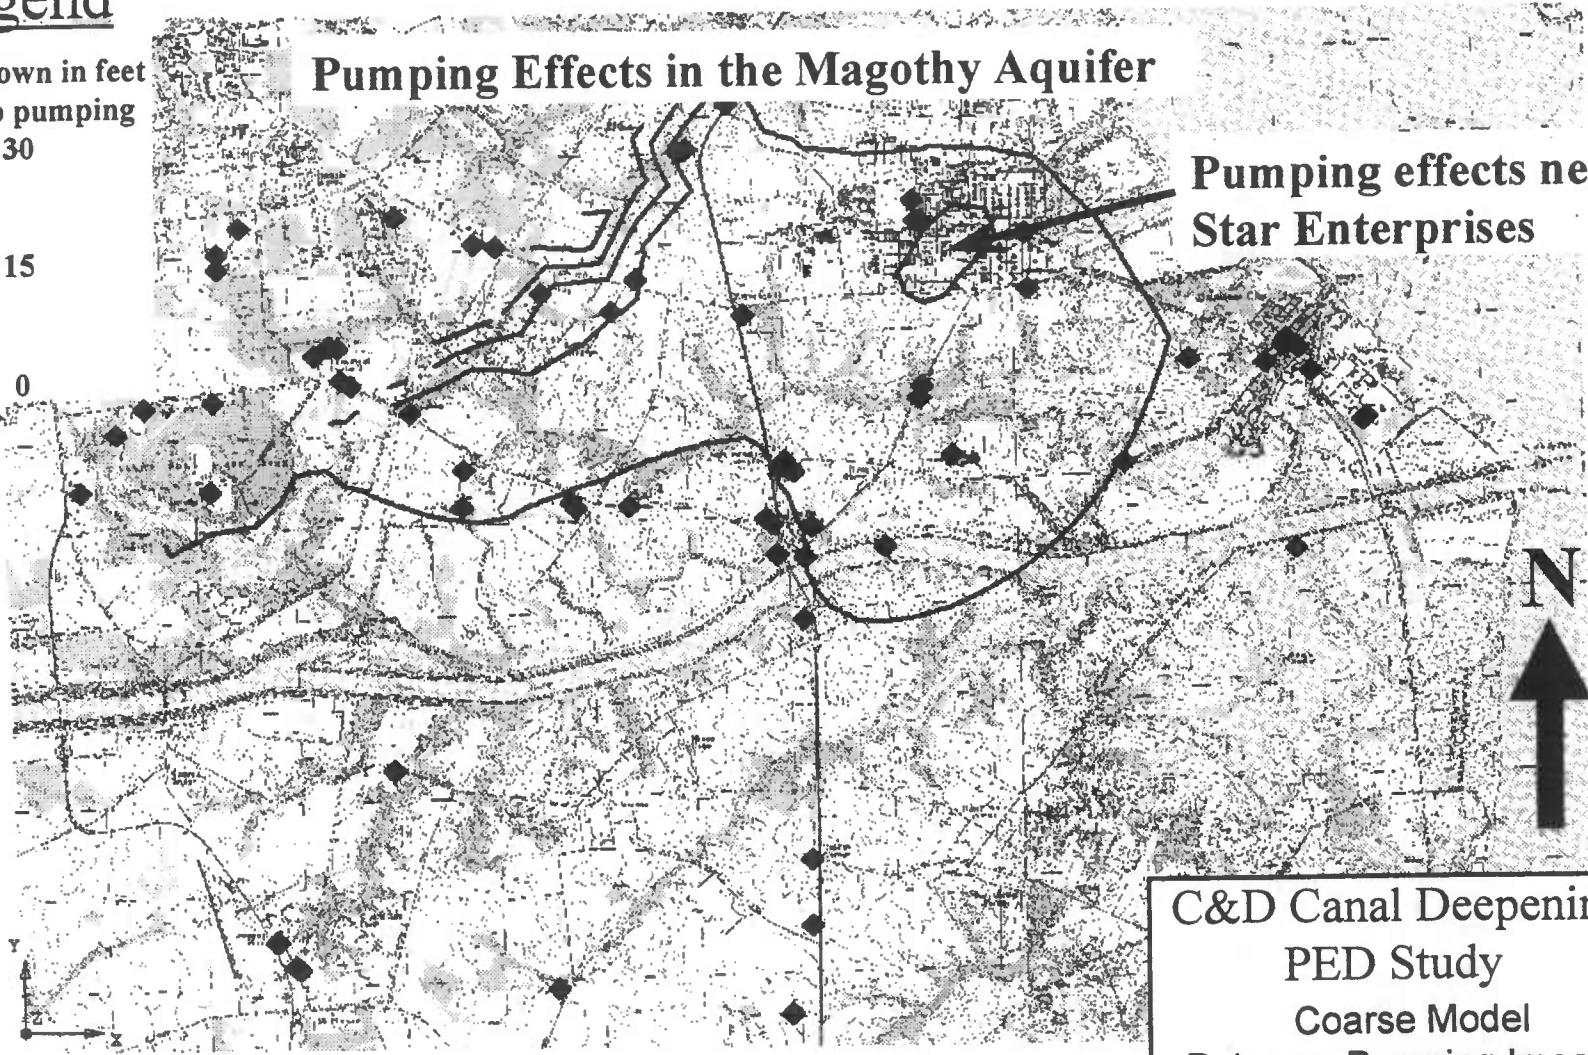 gend
own in feet
o pumping
30
15
0
Pumping Effects in the Magothy Aquifer
Pumping effects ne
Star Enterprises
N
Y
Z
X
C&D Canal Deepenin
PED Study
Coarse Model